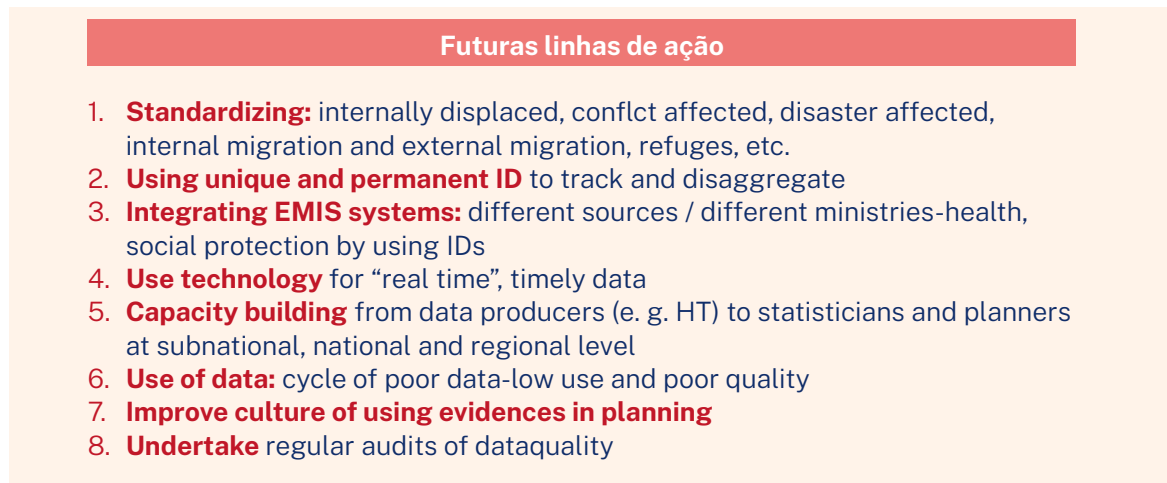 Futuras linhas de ação
1. Standardizing: internally displaced, conflct affected, disaster affected,
internal migration and external migration, refuges, etc.
2. Using unique and permanent ID to track and disaggregate
3. Integrating EMIS systems: different sources / different ministries-health,
social protection by using IDs
4. Use technology for “real time”, timely data
5. Capacity building from data producers (e. g. HT) to statisticians and planners
at subnational, national and regional level
6. Use of data: cycle of poor data-low use and poor quality
7. Improve culture of using evidences in planning
8. Undertake regular audits of dataquality